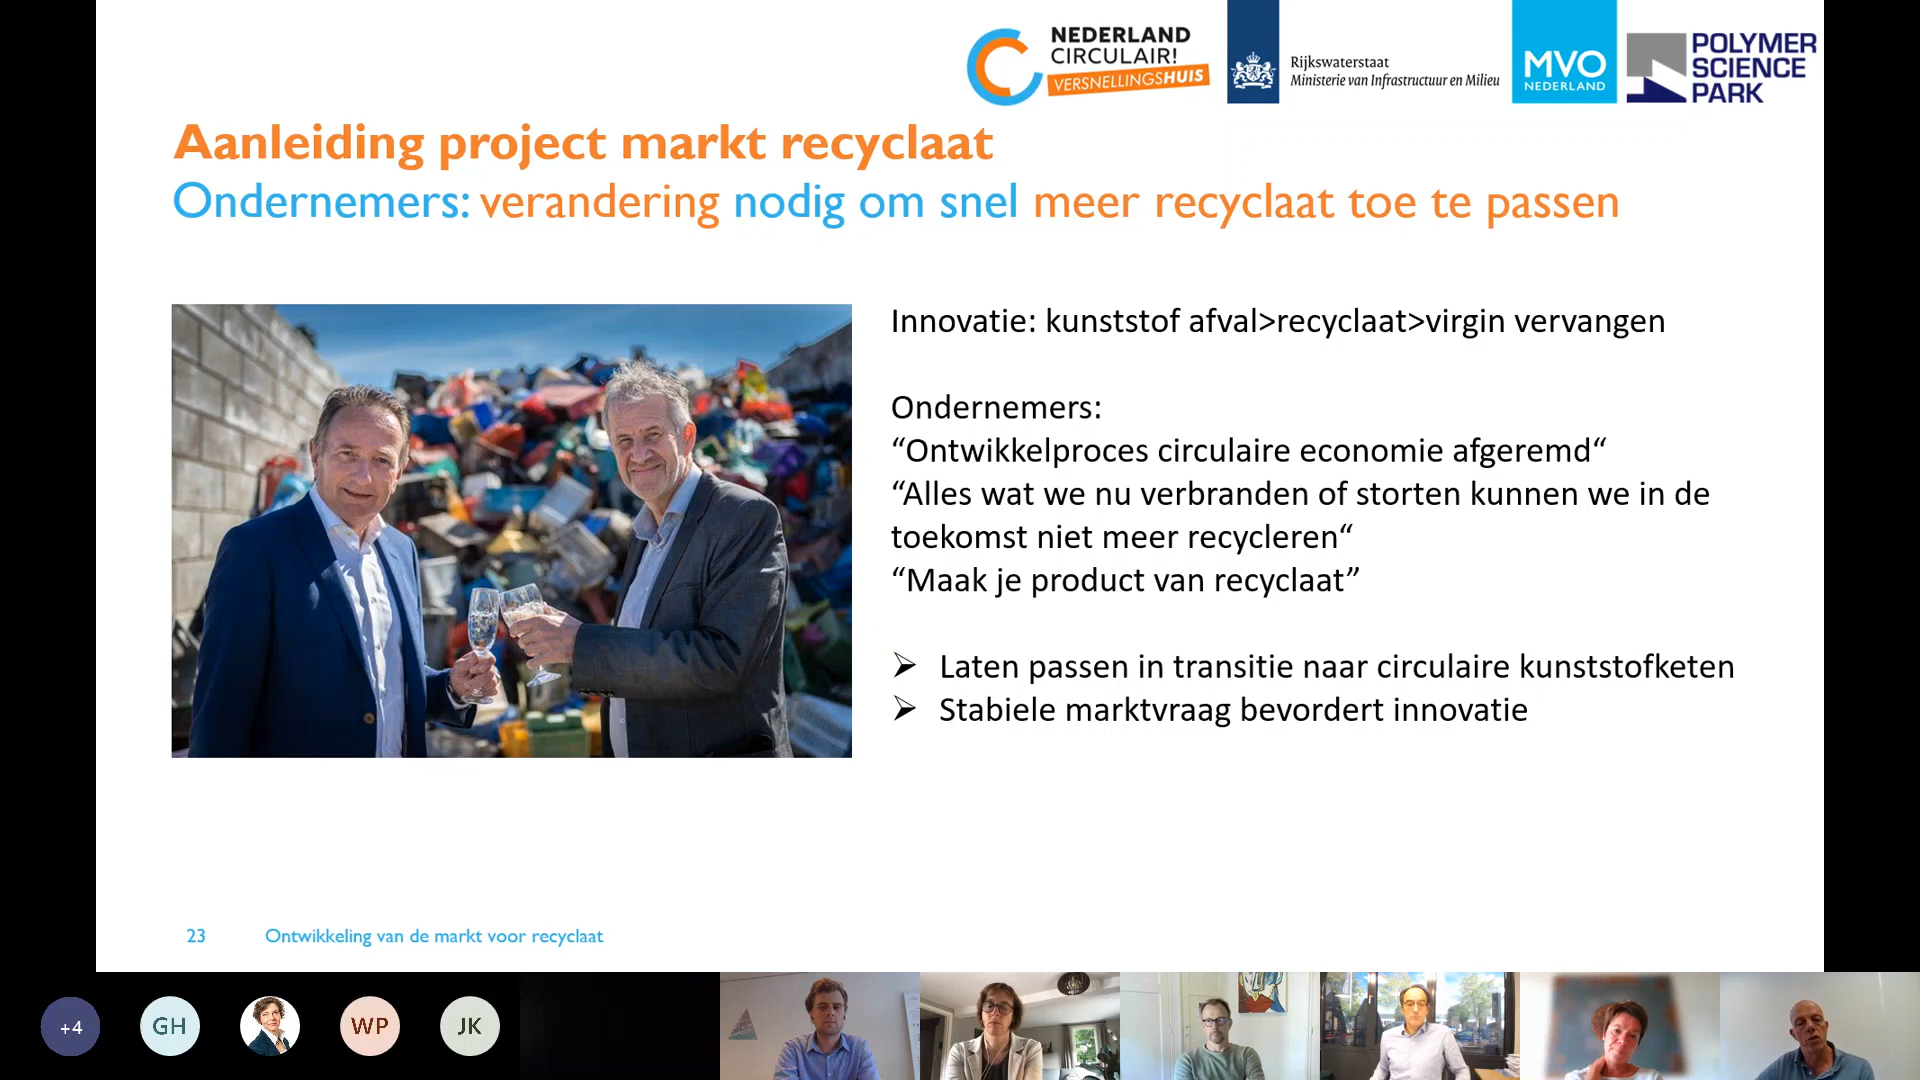 NEDERLAND
CIRCULAIR!
VERSNELLINGSHUIS
Rijkswaterstaat
Ministerie van Infrastructuur en Milieu
MVO
NEDERLAND
POLYMER
SCIENCE
PARK
Aanleiding project markt recyclaat
Ondernemers: verandering nodig om snel meer recyclaat toe te passen
Innovatie: kunststof afval>recyclaat>virgin vervangen
Ondernemers:
“Ontwikkelproces circulaire economie afgeremd“
“Alles wat we nu verbranden of storten kunnen we in de
toekomst niet meer recycleren“
“Maak je product van recyclaat”
➢ Laten passen in transitie naar circulaire kunststofketen
➢ Stabiele marktvraag bevordert innovatie
23 Ontwikkeling van de markt voor recyclaat
+4 GH WP JK